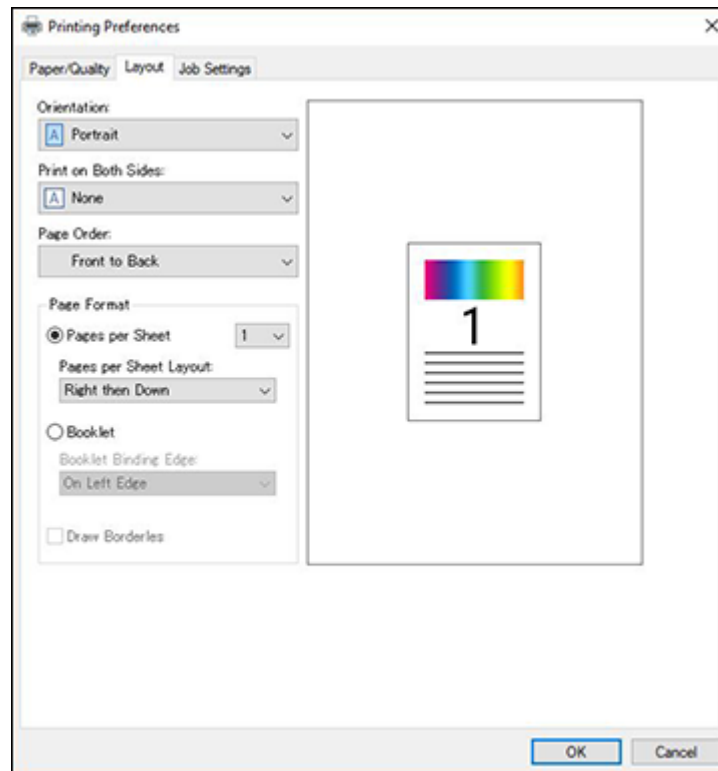 Printing Preferences
Paper/Quality Layout Job Settings
Orientation:
A Portrait
Print on Both Sides:
A None
Page Order:
Front to Back
Page Format
Pages per Sheet 1
Pages per Sheet Layout:
Right then Down
Booklet
Booklet Binding Edge:
On Left Edge
Draw Borderles
1
OK Cancel